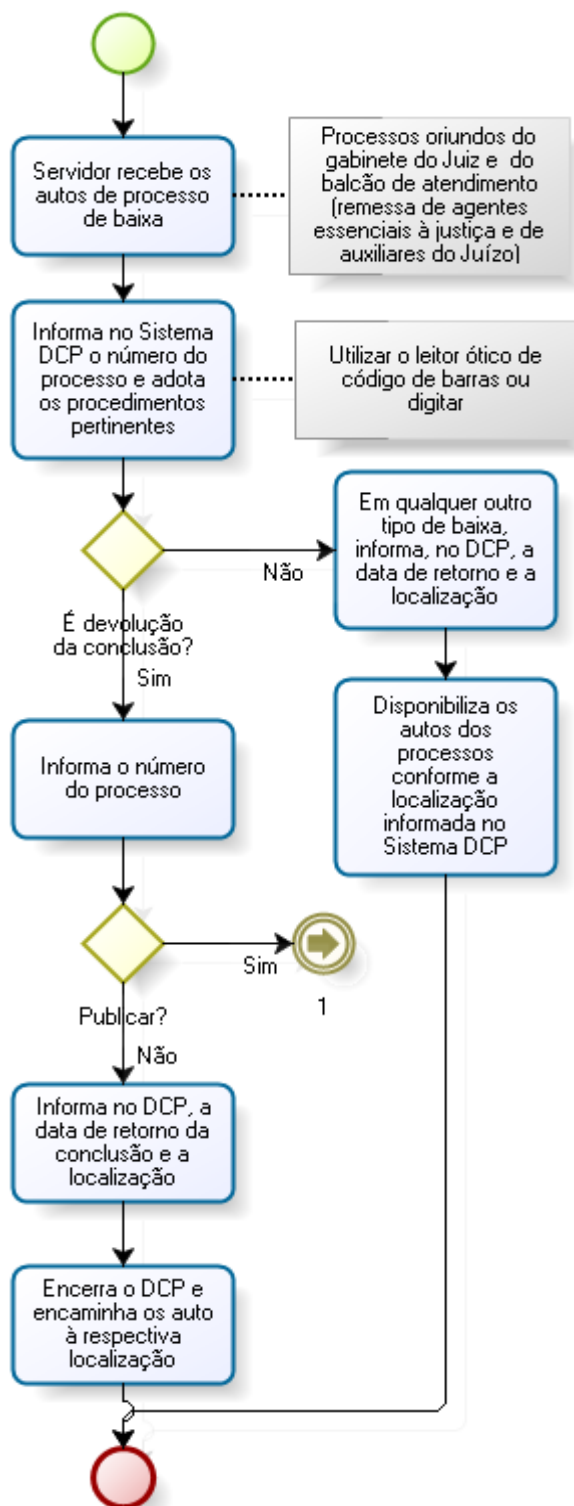 Servidor recebe os
autos de processo
de baixa
Processos oriundos do
gabinete do Juiz e do
balcão de atendimento
(remessa de agentes
essenciais à justiça e de
auxiliares do Juízo)
Informa no Sistema
DCP o número do
processo e adota
os procedimentos
pertinentes
Utilizar o leitor ótico de
código de barras ou
digitar
É devolução
da conclusão?
Não
Sim
Em qualquer outro
tipo de baixa,
informa, no DCP, a
data de retorno e a
localização
Informa o número
do processo
Disponibiliza os
autos dos
processos
conforme a
localização
informada no
Sistema DCP
Publicar?
Sim
1
Não
Informa no DCP, a
data de retorno da
conclusão e a
localização
Encerra o DCP e
encaminha os auto
à respectiva
localização